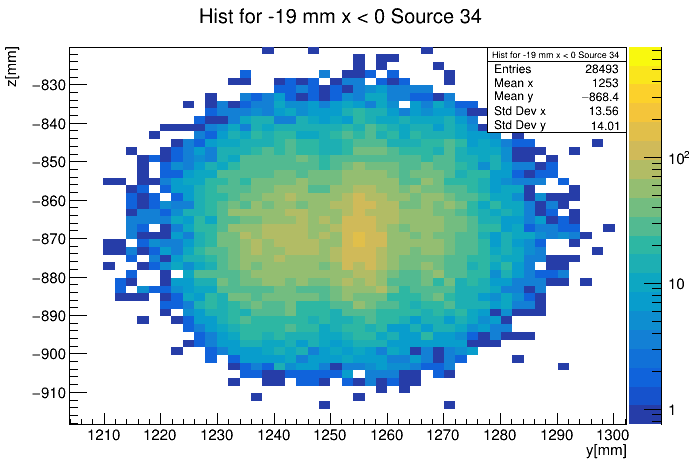 Hist for -19 mm x < 0 Source 34
z[mm]
Hist for -19 mm x < 0 Source 34
Entries 28493
Mean x 1253
Mean y −868.4
Std Dev x 13.56
Std Dev y 14.01
−830
−840
−850
−860
−870
−880
−890
−900
−910
10²
10
1
1210 1220 1230 1240 1250 1260 1270 1280 1290 1300
y[mm]